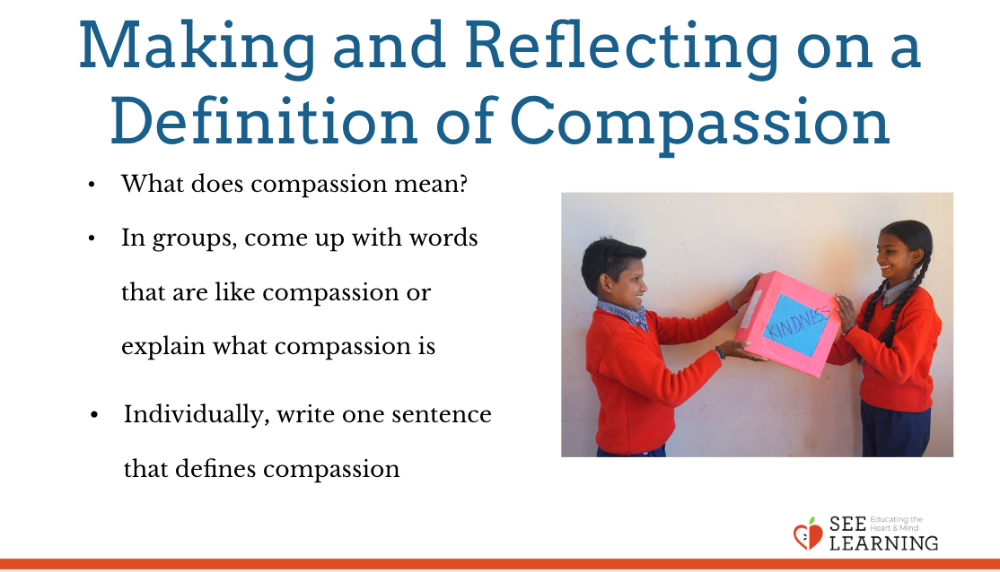 Making and Reflecting on a
Definition of Compassion
• What does compassion mean?
• In groups, come up with words
that are like compassion or
explain what compassion is
• Individually, write one sentence
that defines compassion
KINDNESS
SEE Educating the
Heart & Mind
LEARNING